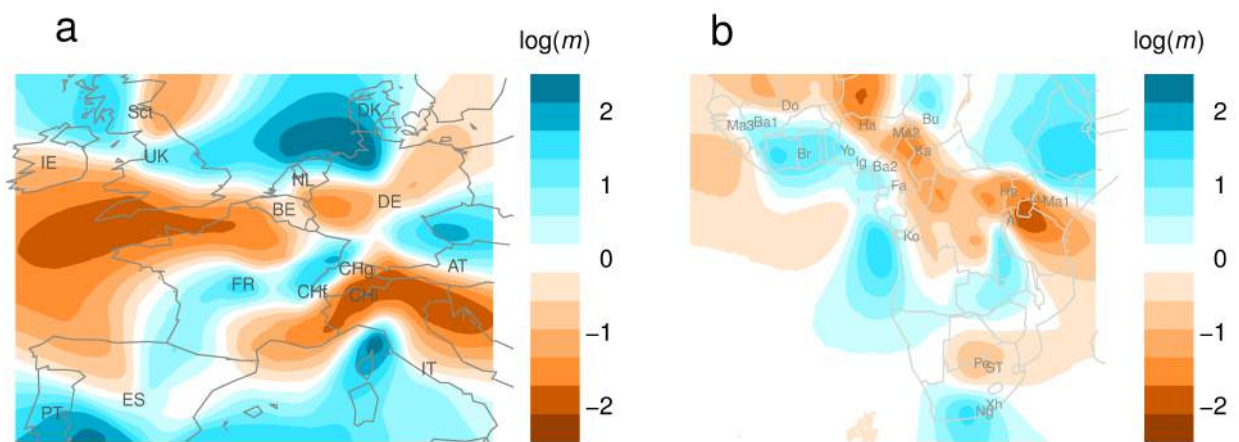 a
b
log(m)
log(m)
2
1
0
−1
−2
2
1
0
−1
−2
Sct
DK
IE
UK
NL
BE
DE
CHg
AT
FR
CHf
CHi
IT
ES
PT
Do
Ma3
Ba1
Ha
Bu
Ma2
Br
Yo
Ka
Ig
Ba2
Fa
Ma1
Ko
Pe
ST
Xh